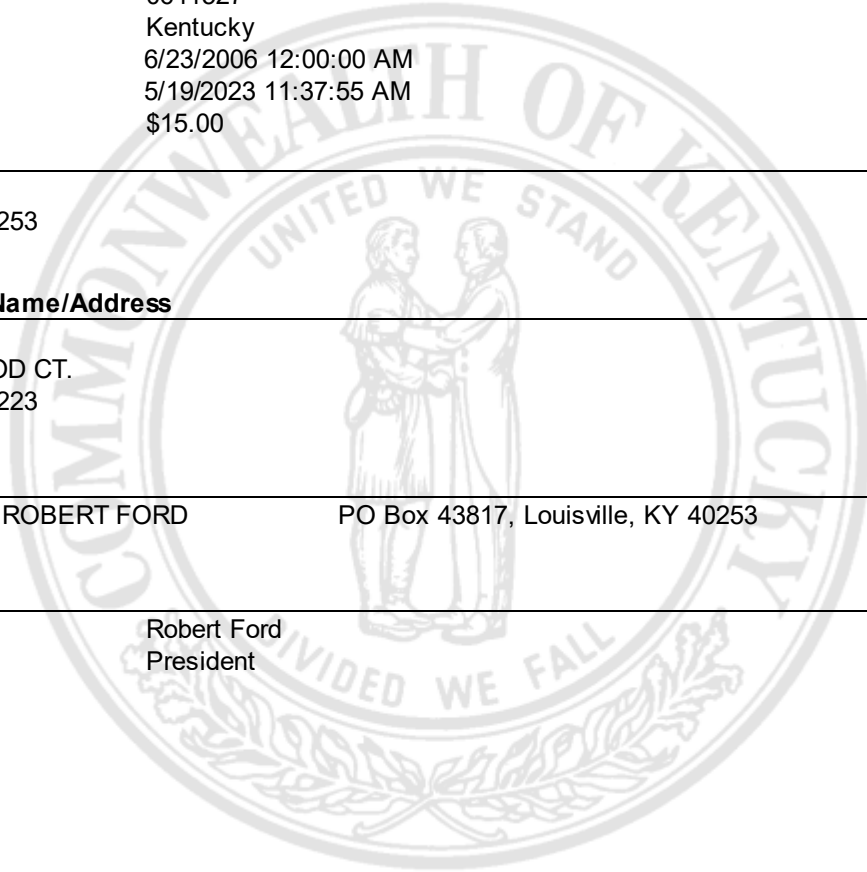 Kentucky
6/23/2006 12:00:00 AM
5/19/2023 11:37:55 AM
$15.00
253
Name/Address
OD CT.
223
ROBERT FORD PO Box 43817, Louisville, KY 40253
Robert Ford
President
COMMONWEALTH OF KENTUCKY
UNITED WE STAND
DIVIDED WE FALL